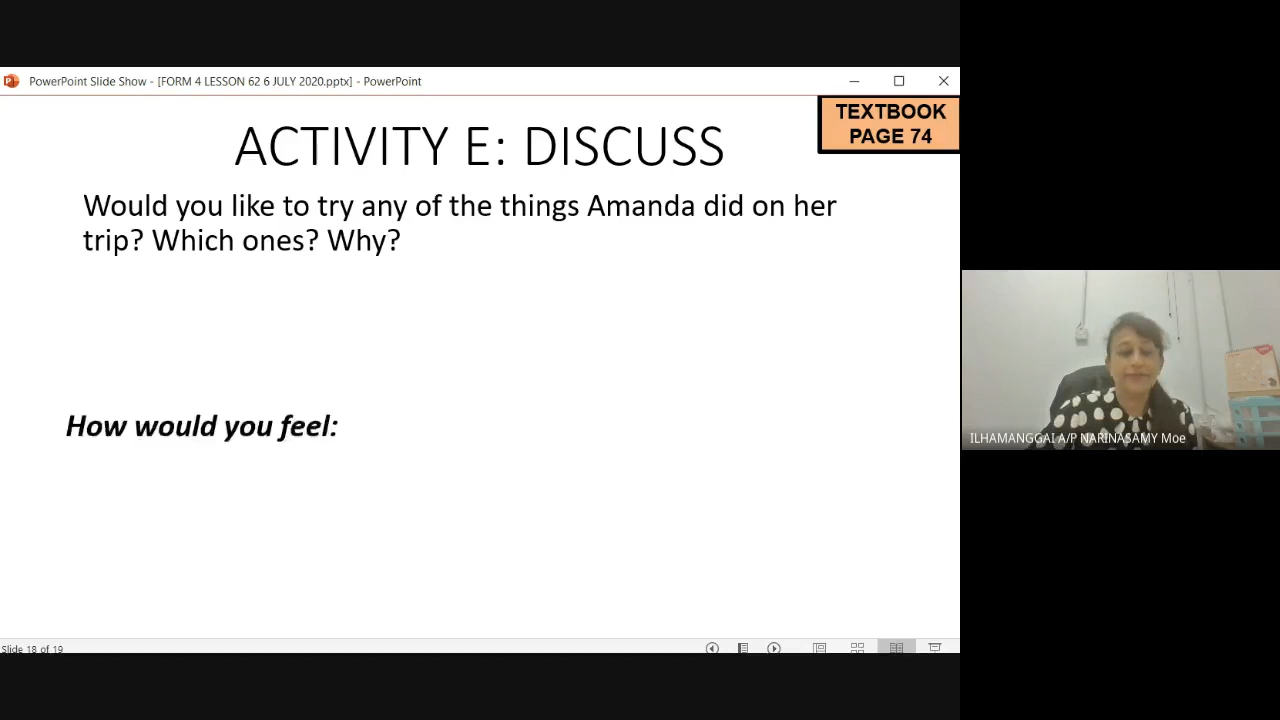 PowerPoint Slide Show - [FORM 4 LESSON 62 6 JULY 2020.pptx] - PowerPoint
TEXTBOOK
PAGE 74
ACTIVITY E: DISCUSS
Would you like to try any of the things Amanda did on her
trip? Which ones? Why?
How would you feel:
ILHAMANGGAI A/P NARINASAMY Moe
Slide 18 of 19